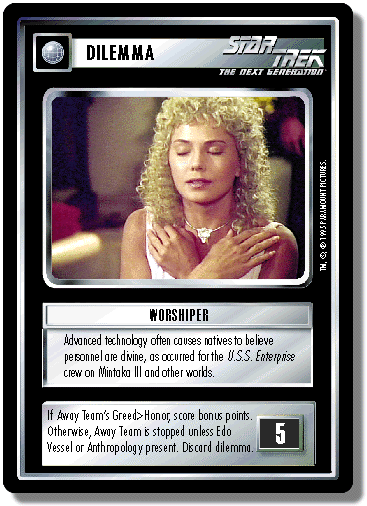 DILEMMA
STAR TREK
THE NEXT GENERATION
TM, ®, © 1995 PARAMOUNT PICTURES.
WORSHIPER
Advanced technology often causes natives to believe
personnel are divine, as occurred for the U.S.S. Enterprise
crew on Mintaka III and other worlds.
If Away Team's Greed>Honor, score bonus points.
Otherwise, Away Team is stopped unless Edo
Vessel or Anthropology present. Discard dilemma.
5